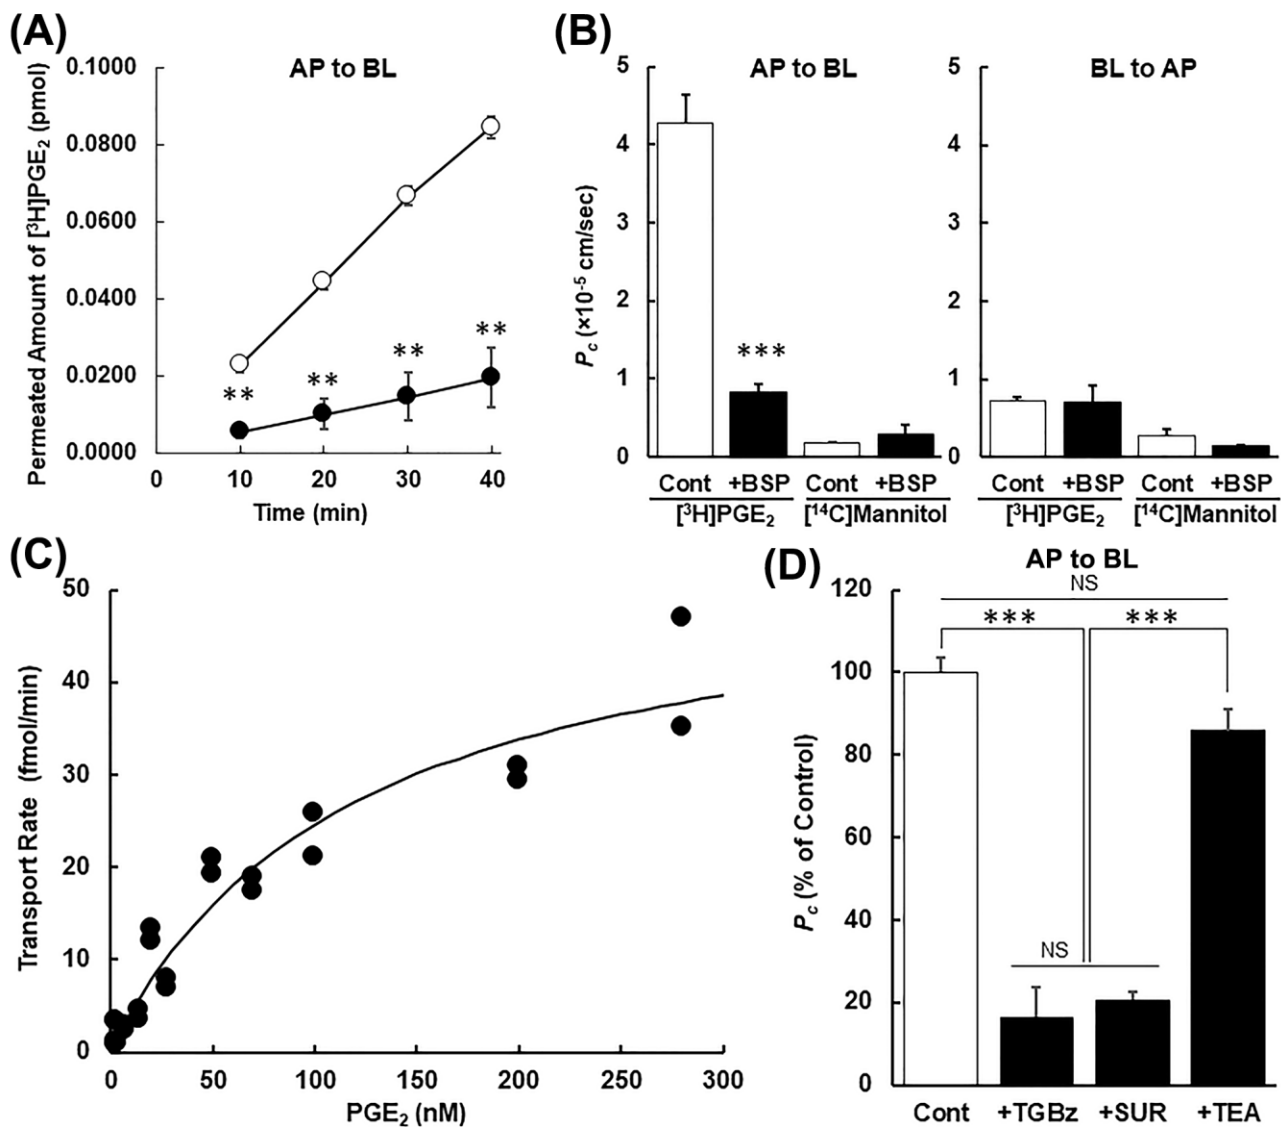 (A)
AP to BL
Permeated Amount of [³H]PGE₂ (pmol)
0.1000
0.0800
0.0600
0.0400
0.0200
0.0000
**
**
**
**
0 10 20 30 40
Time (min)
(B)
AP to BL
P_c (×10⁻⁵ cm/sec)
5
4
3
2
1
0
***
Cont +BSP Cont +BSP
[³H]PGE₂ [¹⁴C]Mannitol
BL to AP
5
4
3
2
1
0
Cont +BSP Cont +BSP
[³H]PGE₂ [¹⁴C]Mannitol
(C)
Transport Rate (fmol/min)
50
40
30
20
10
0
0 50 100 150 200 250 300
PGE₂ (nM)
(D)
AP to BL
P_c (% of Control)
120
100
80
60
40
20
0
NS
*** ***
NS
Cont +TGBz +SUR +TEA